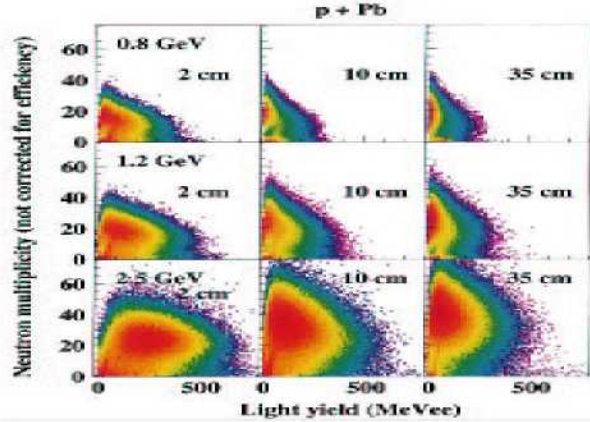 p + Pb
Neutron multiplicity (not corrected for efficiency)
60
40
20
0
0.8 GeV
2 cm
10 cm
35 cm
60
40
20
0
1.2 GeV
2 cm
10 cm
35 cm
60
40
20
0
2.5 GeV
2 cm
10 cm
35 cm
0 500 0 500 0 500
Light yield (MeVee)